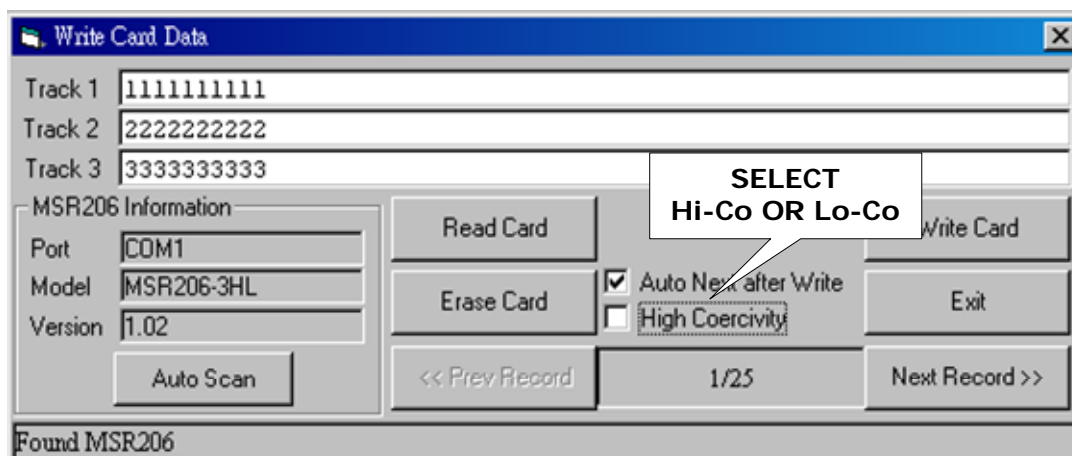 Write Card Data
Track 1 1111111111
Track 2 2222222222
Track 3 3333333333
SELECT
Hi-Co OR Lo-Co
MSR206 Information
Port COM1
Model MSR206-3HL
Version 1.02
Auto Scan
Read Card
Write Card
Erase Card
Auto Next after Write
High Coercivity
Exit
<< Prev Record
1/25
Next Record >>
Found MSR206